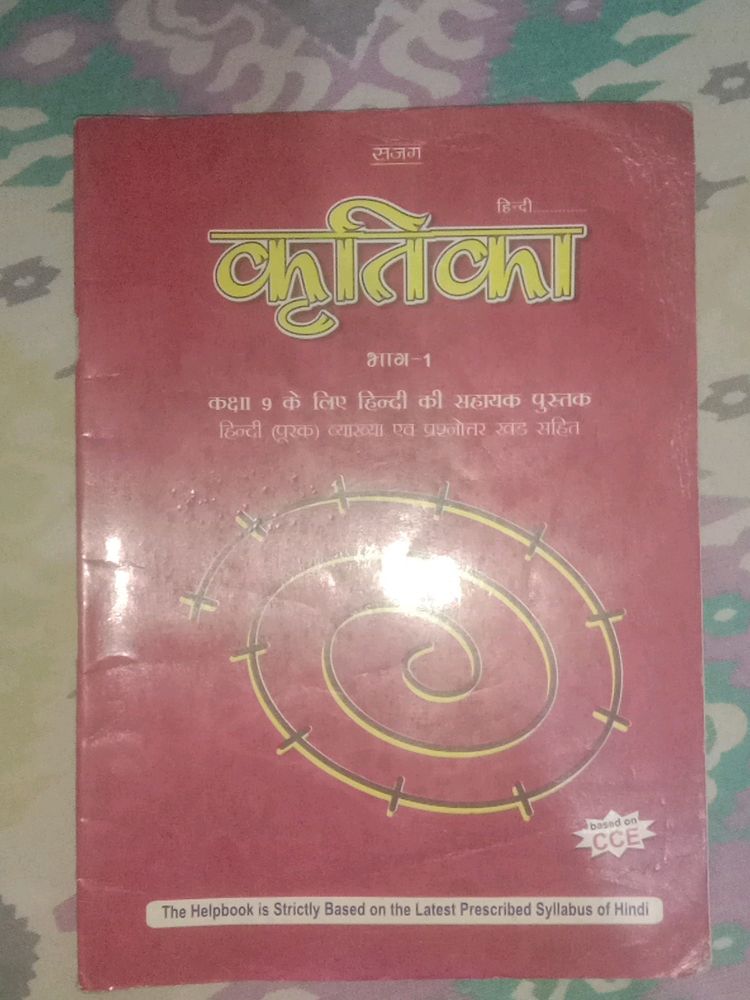 सजग
हिन्दी..............
कृतिका
भाग-1
कक्षा 9 के लिए हिन्दी की सहायक पुस्तक
हिन्दी (पूरक) व्याख्या एवं प्रश्नोत्तर खंड सहित
based on
CCE
The Helpbook is Strictly Based on the Latest Prescribed Syllabus of Hindi